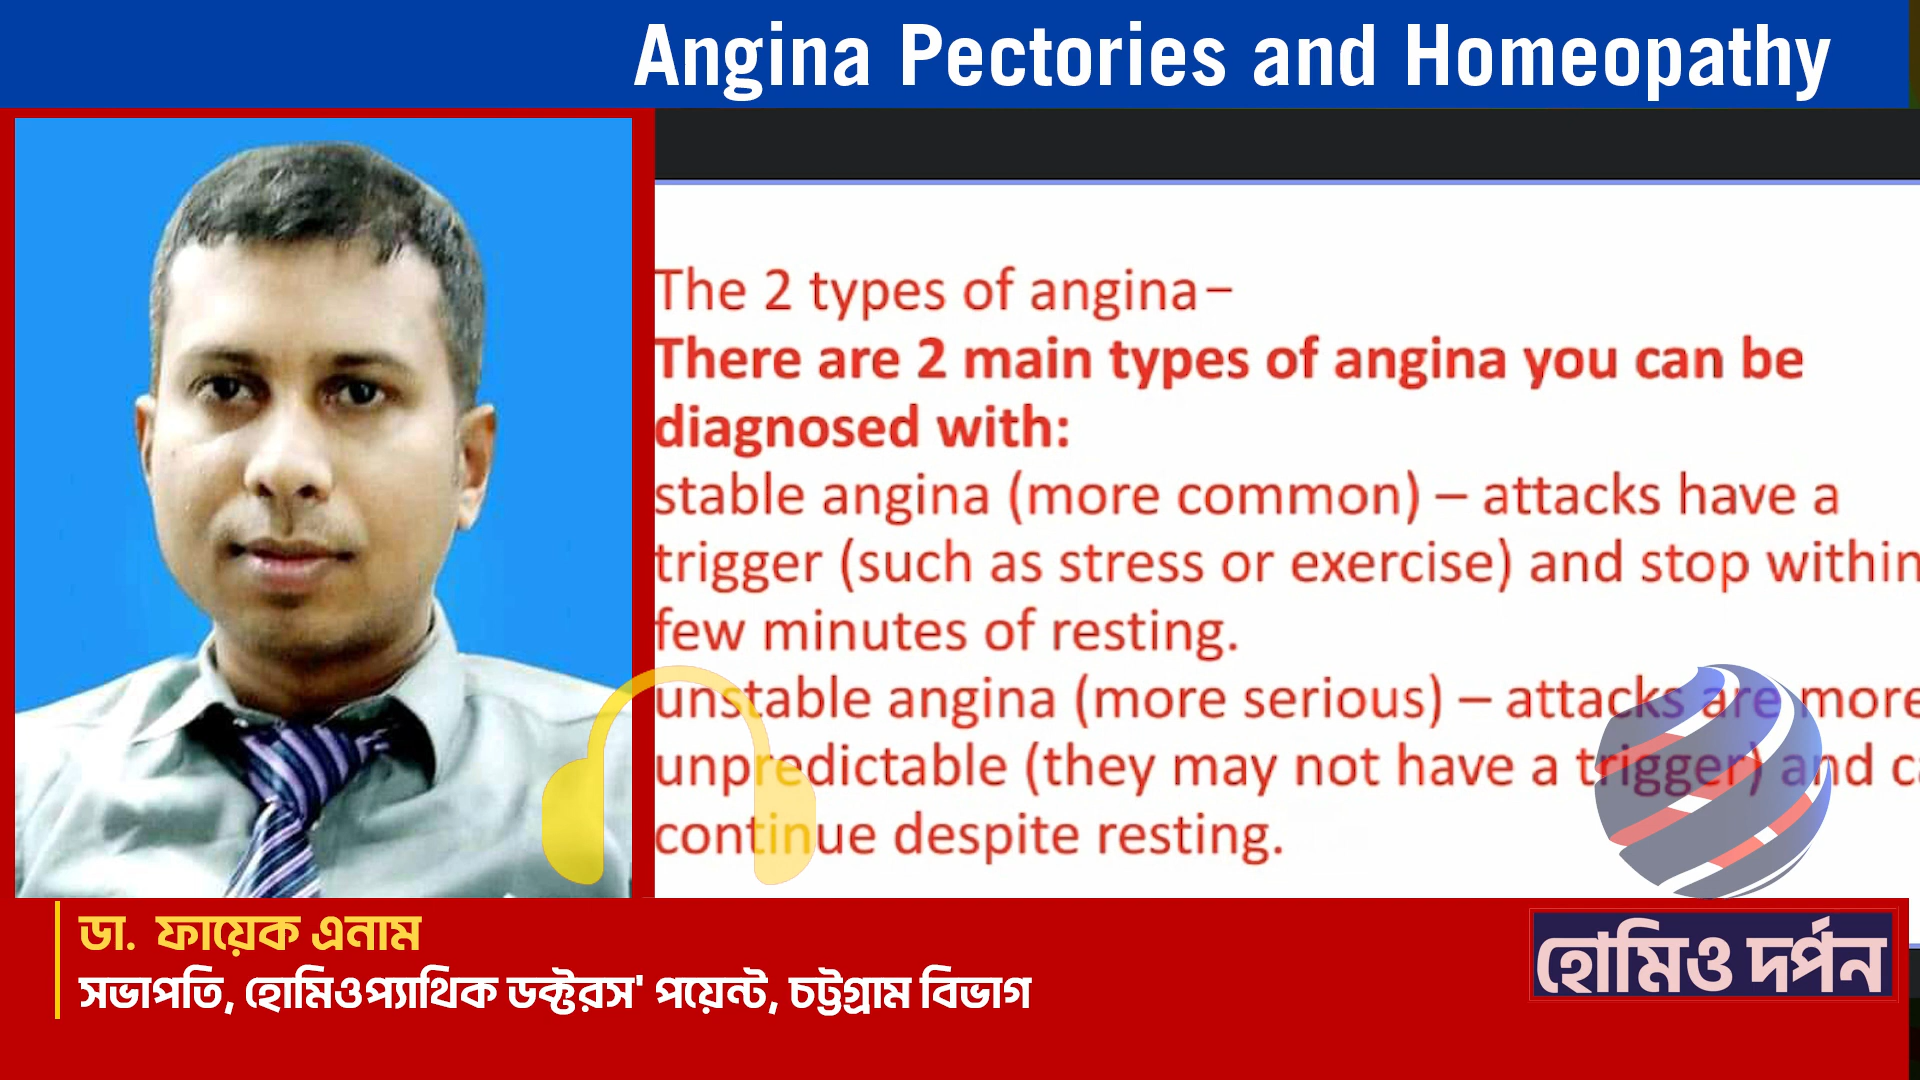 Angina Pectories and Homeopathy
The 2 types of angina–
There are 2 main types of angina you can be
diagnosed with:
stable angina (more common) – attacks have a
trigger (such as stress or exercise) and stop within
few minutes of resting.
unstable angina (more serious) – attacks are more
unpredictable (they may not have a trigger) and
continue despite resting.
ডা. ফায়েক এনাম
সভাপতি, হোমিওপ্যাথিক ডক্টরস' পয়েন্ট, চট্টগ্রাম বিভাগ
হোমিও দর্পন